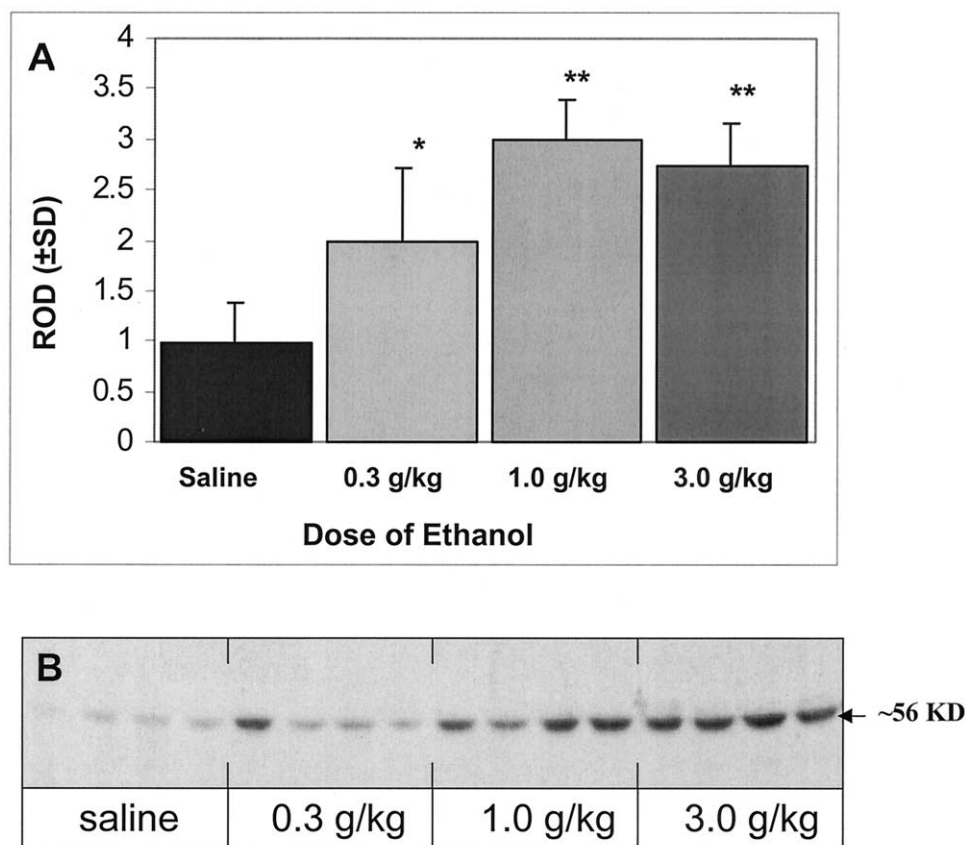 A
4
3.5
3
2.5
2
1.5
1
0.5
0
ROD (±SD)
*
**
**
Saline 0.3 g/kg 1.0 g/kg 3.0 g/kg
Dose of Ethanol
B
~56 KD
saline 0.3 g/kg 1.0 g/kg 3.0 g/kg